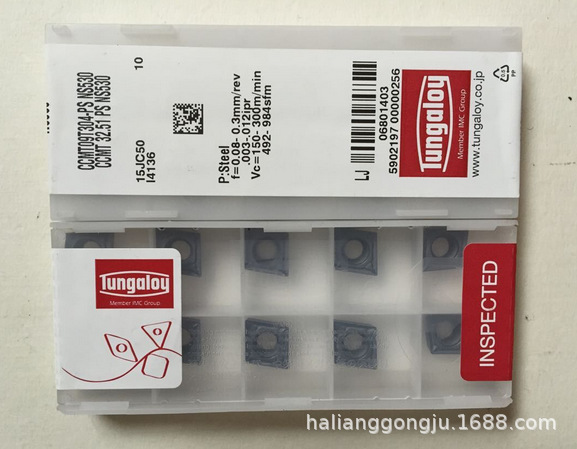 CCMT09T304-PS NS530
CCMT 32.51 PS NS530
10
15JC50
I4136
P:Steel
f=0.08- 0.3mm/rev
.003-.012ipr
Vc=150- 300m/min
492- 984sfm
LJ
06801403
5902197 00000256
Tungaloy
Member IMC Group
www.tungaloy.co.jp
PP
Tungaloy
Member IMC Group
INSPECTED
haliangongju.1688.com